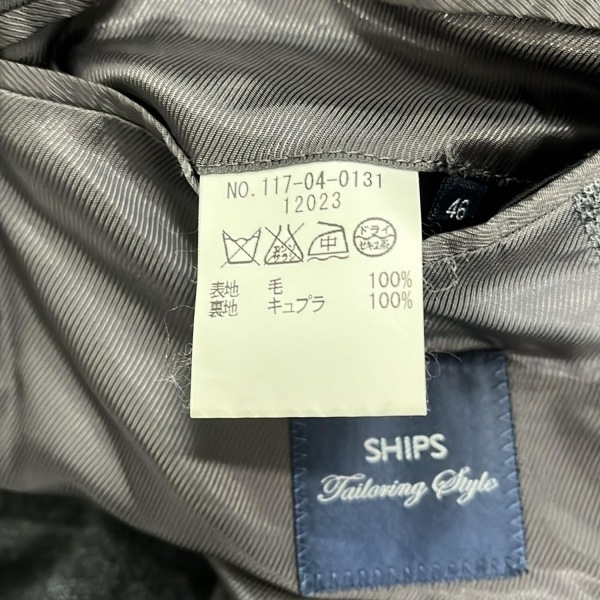 NO. 117-04-0131
12023
中
ドライ
セキユ系
表地 毛 100%
裏地 キュプラ 100%
46
SHIPS
Tailoring Style